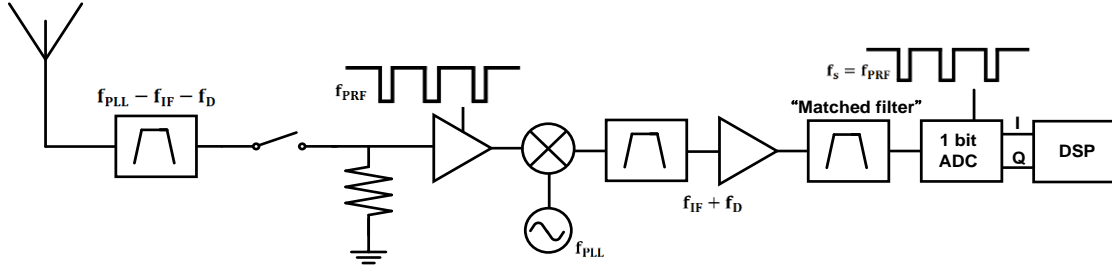 f_PLL − f_IF − f_D
f_PRF
f_PLL
f_IF + f_D
"Matched filter"
f_s = f_PRF
1 bit
ADC
I
Q
DSP